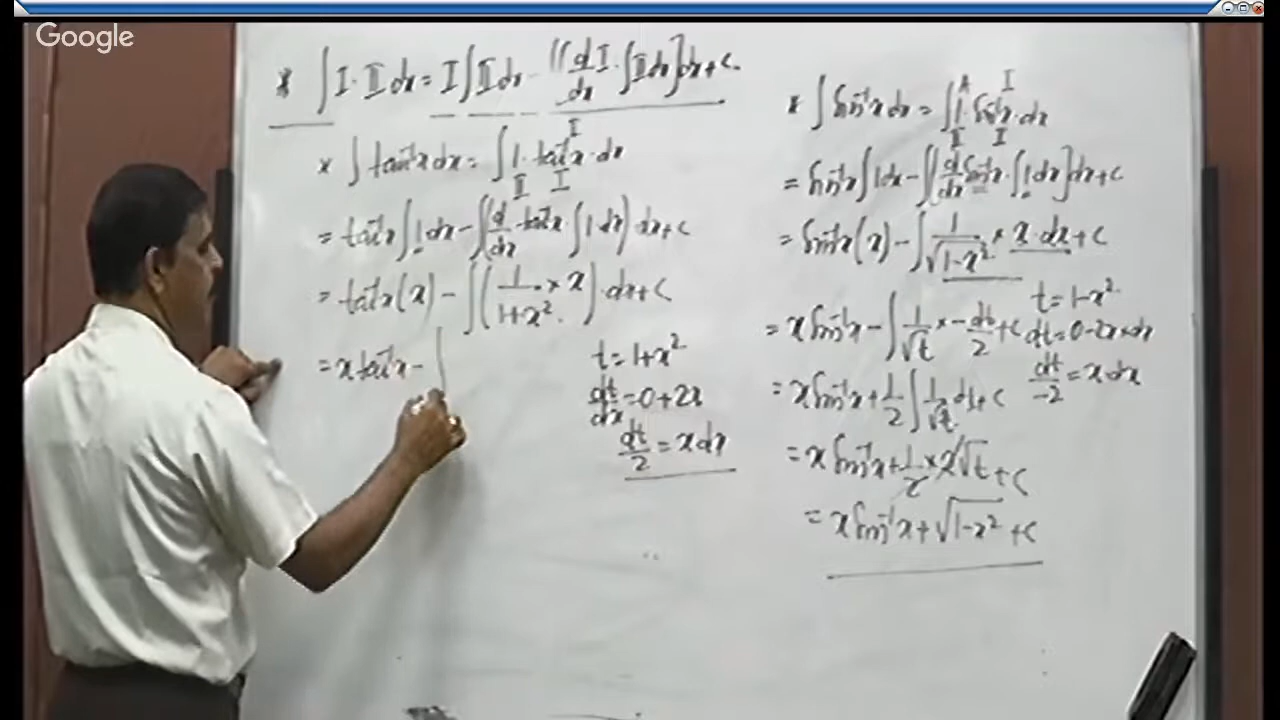 Google
* ∫ I · II dx = I ∫ II dx - ∫[d/dx I · ∫ II dx] dx + c.
* ∫ tan⁻¹x dx = ∫ 1 · tan⁻¹x · dx
I
II I
= tan⁻¹x ∫ 1 dx - ∫(d/dx tan⁻¹x ∫ 1 dx) dx + c
= tan⁻¹x (x) - ∫(1/1+x² × x) · dx + c
= x tan⁻¹x - ∫
t = 1+x²
dt/dx = 0+2x
dt/2 = x dx
* ∫ sin⁻¹x dx = ∫ 1 · sin⁻¹x · dx
A I
II I
= sin⁻¹x ∫ 1 dx - ∫[d/dx sin⁻¹x · ∫ 1 dx] dx + c
= sin⁻¹x (x) - ∫ 1/√1-x² × x · dx + c
t = 1-x²
= x sin⁻¹x - ∫ 1/√t × -dt/2 + c
dt = 0-2x × dx
dt/-2 = x dx
= x sin⁻¹x + 1/2 ∫ 1/√t dt + c
= x sin⁻¹x + 1/2 × 2√t + c
= x sin⁻¹x + √1-x² + c